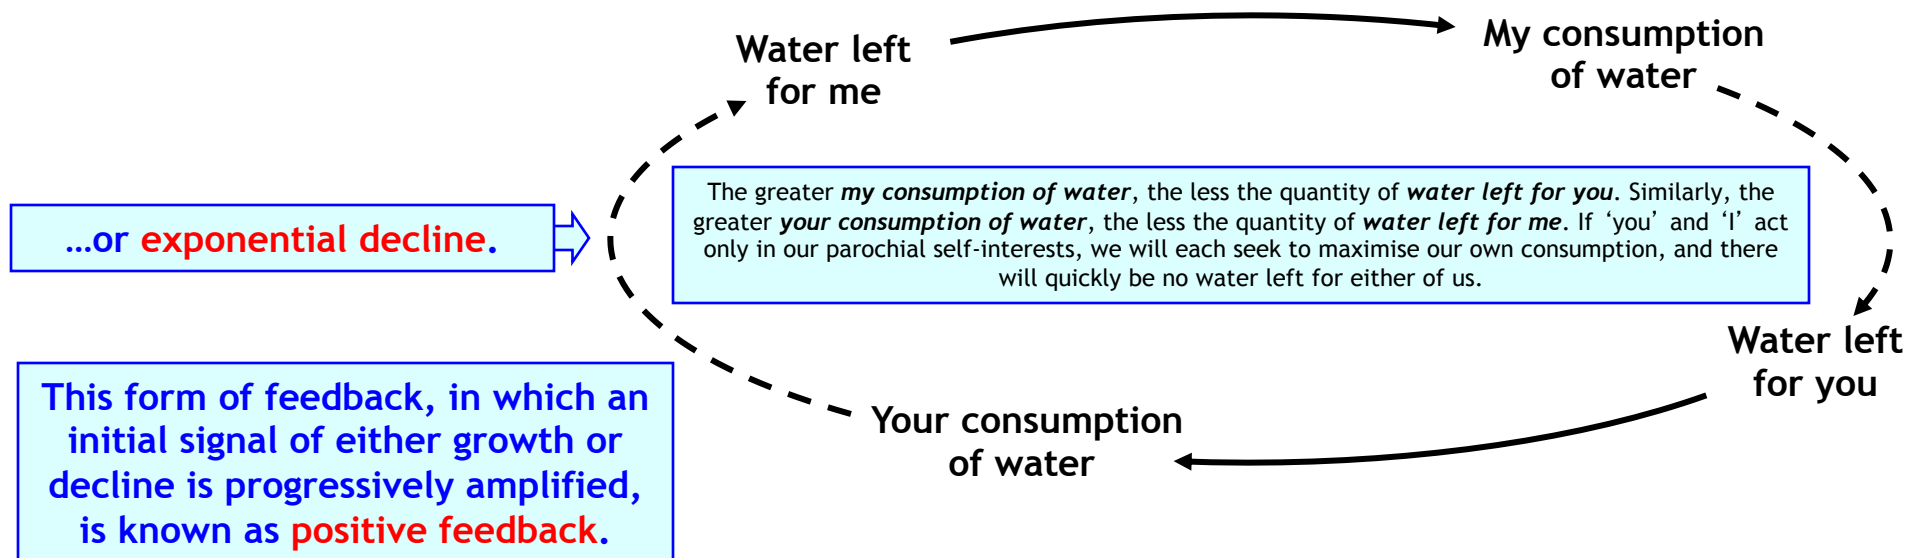 Water left
for me
My consumption
of water
The greater my consumption of water, the less the quantity of water left for you. Similarly, the
greater your consumption of water, the less the quantity of water left for me. If ‘you’ and ‘I’ act
only in our parochial self-interests, we will each seek to maximise our own consumption, and there
will quickly be no water left for either of us.
…or exponential decline.
Water left
for you
This form of feedback, in which an
initial signal of either growth or
decline is progressively amplified,
is known as positive feedback.
Your consumption
of water